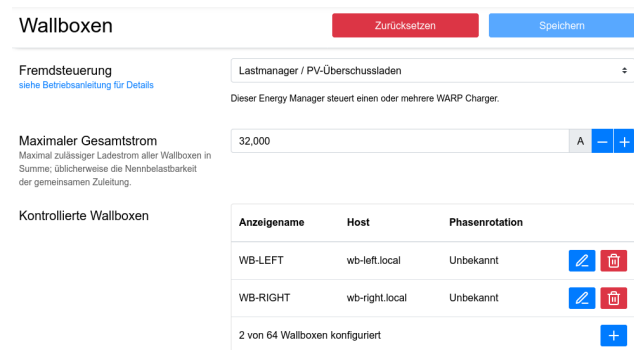 Wallboxen
Zurücksetzen
Speichern
Fremdsteuerung
siehe Betriebsanleitung für Details
Lastmanager / PV-Überschussladen
Dieser Energy Manager steuert einen oder mehrere WARP Charger.
Maximaler Gesamtstrom
Maximal zulässiger Ladestrom aller Wallboxen in
Summe; üblicherweise die Nennbelastbarkeit
der gemeinsamen Zuleitung.
32,000 A
Kontrollierte Wallboxen
Anzeigename Host Phasenrotation
WB-LEFT wb-left.local Unbekannt
WB-RIGHT wb-right.local Unbekannt
2 von 64 Wallboxen konfiguriert